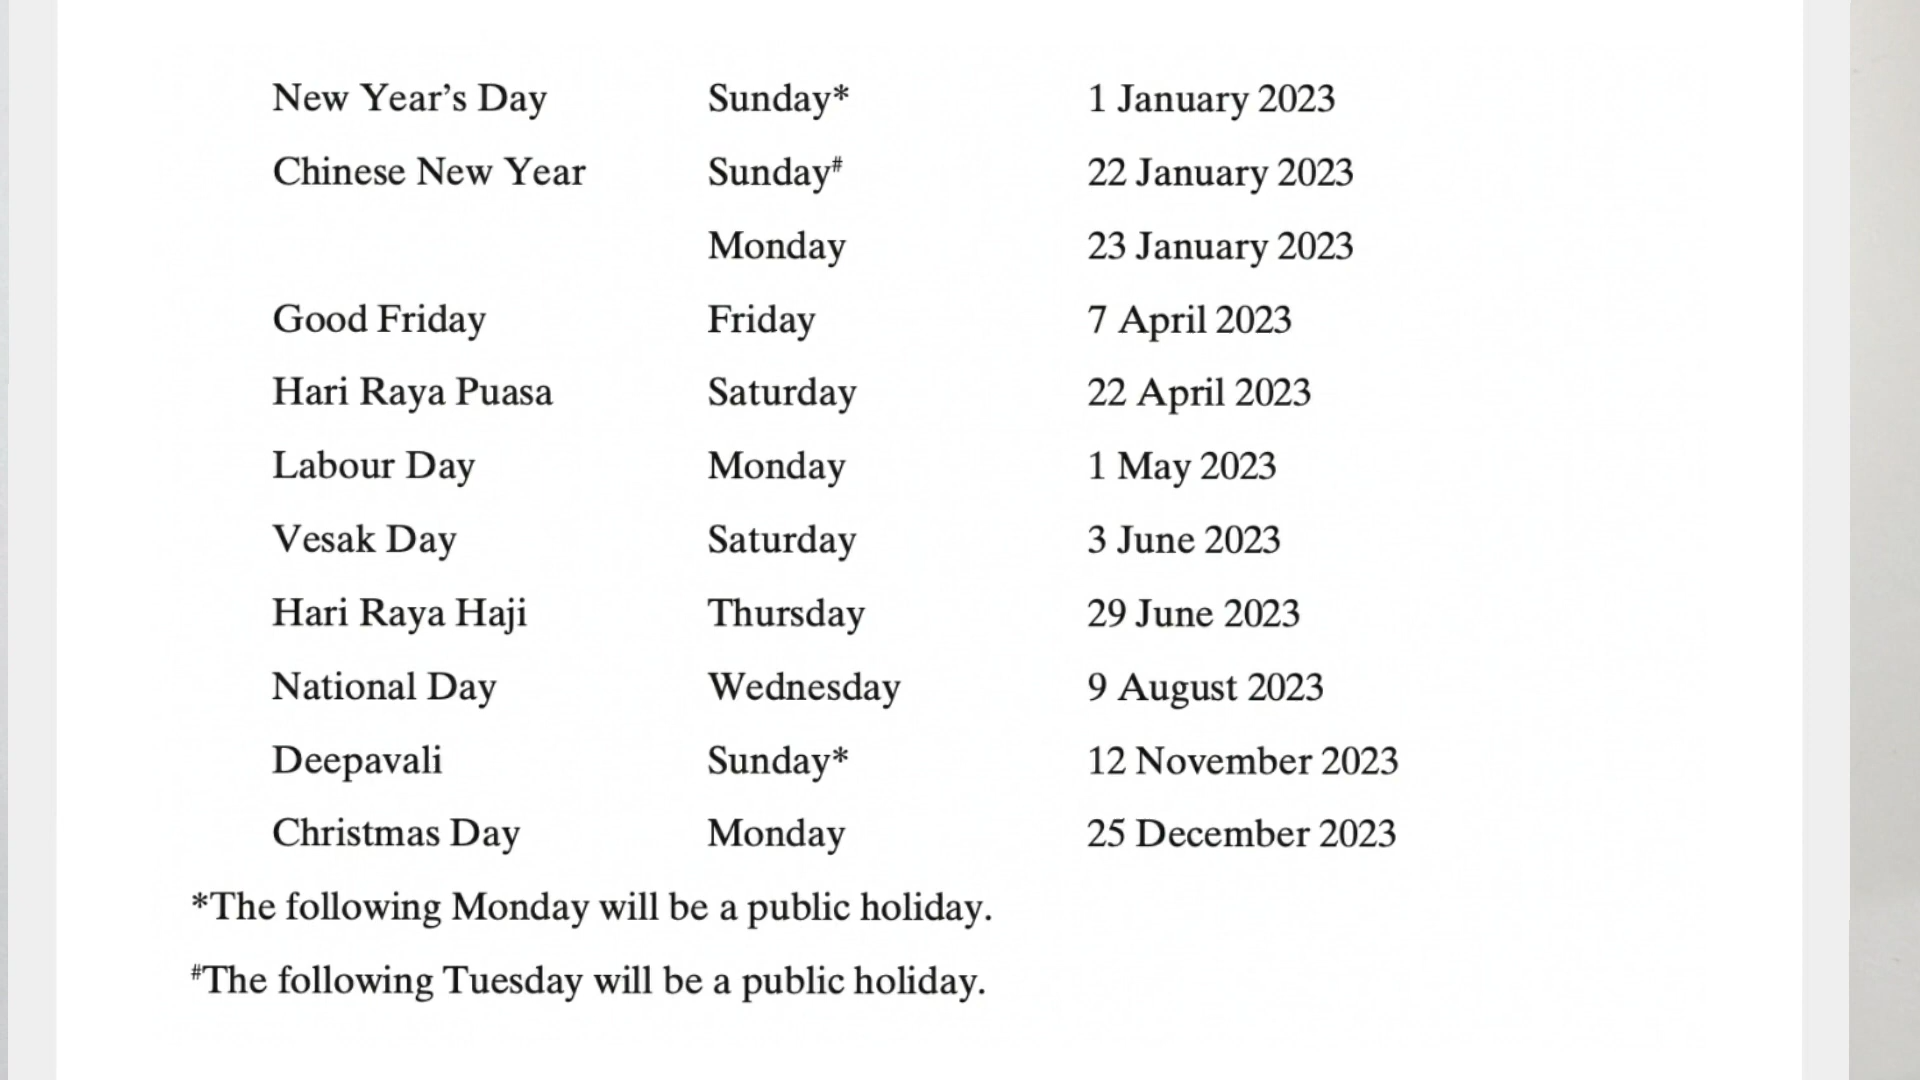 New Year’s Day Sunday* 1 January 2023
Chinese New Year Sunday# 22 January 2023
Monday 23 January 2023
Good Friday Friday 7 April 2023
Hari Raya Puasa Saturday 22 April 2023
Labour Day Monday 1 May 2023
Vesak Day Saturday 3 June 2023
Hari Raya Haji Thursday 29 June 2023
National Day Wednesday 9 August 2023
Deepavali Sunday* 12 November 2023
Christmas Day Monday 25 December 2023
*The following Monday will be a public holiday.
#The following Tuesday will be a public holiday.